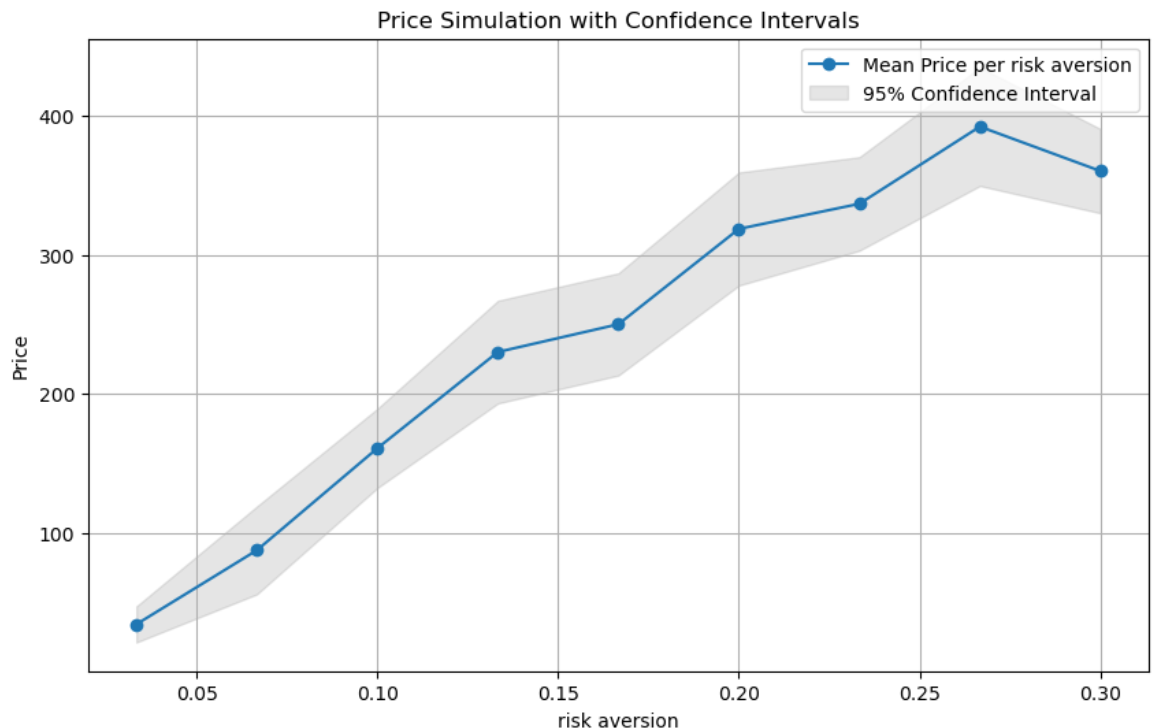 Price Simulation with Confidence Intervals
Mean Price per risk aversion
95% Confidence Interval
400
300
200
100
Price
0.05 0.10 0.15 0.20 0.25 0.30
risk aversion